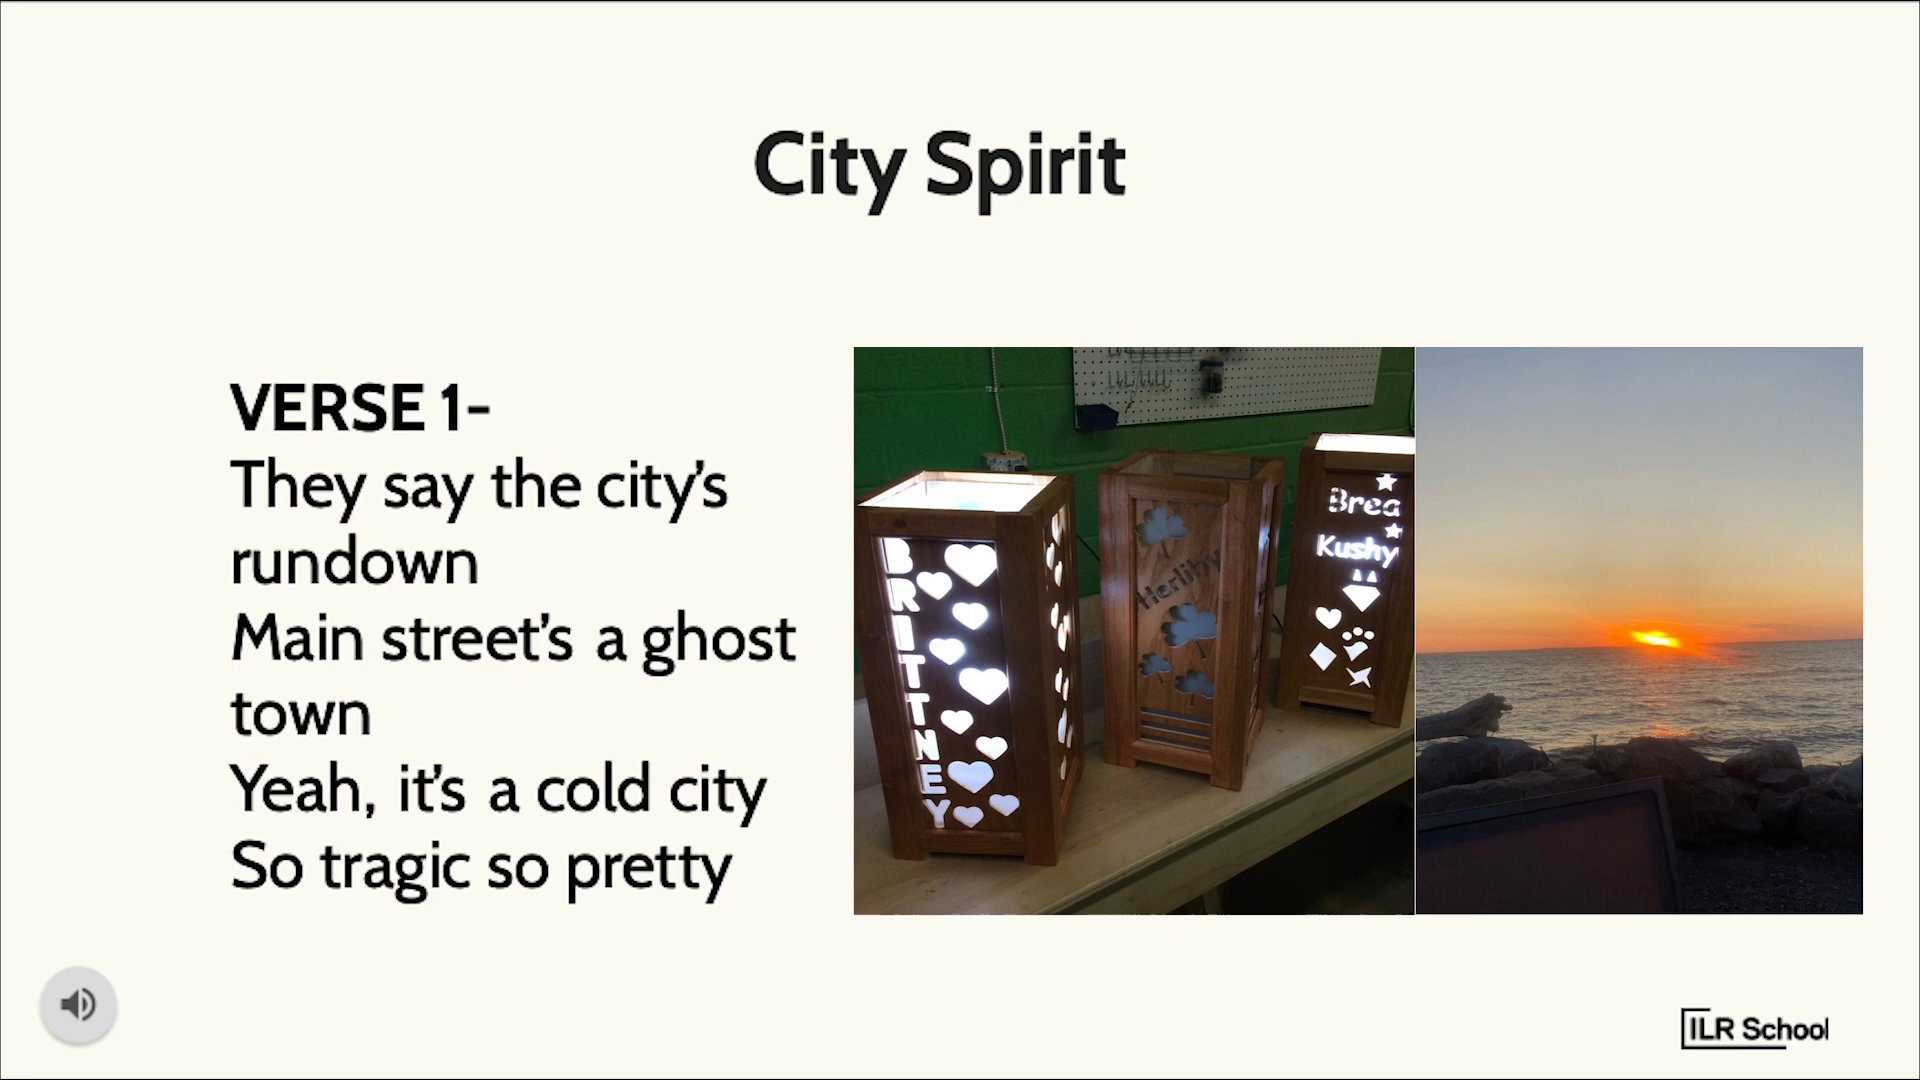 City Spirit
VERSE 1-
They say the city's
rundown
Main street's a ghost
town
Yeah, it's a cold city
So tragic so pretty
BRITTNEY
Herlihy
Brea
Kushy
ILR School